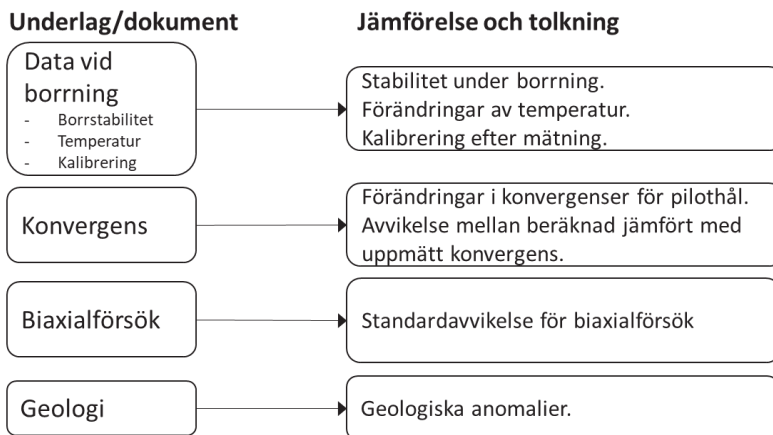 Underlag/dokument
Jämförelse och tolkning
Data vid
borrning
- Borrstabilitet
- Temperatur
- Kalibrering
Stabilitet under borrning.
Förändringar av temperatur.
Kalibrering efter mätning.
Konvergens
Förändringar i konvergenser för pilothål.
Avvikelse mellan beräknad jämfört med
uppmätt konvergens.
Biaxialförsök
Standardavvikelse för biaxialförsök
Geologi
Geologiska anomalier.